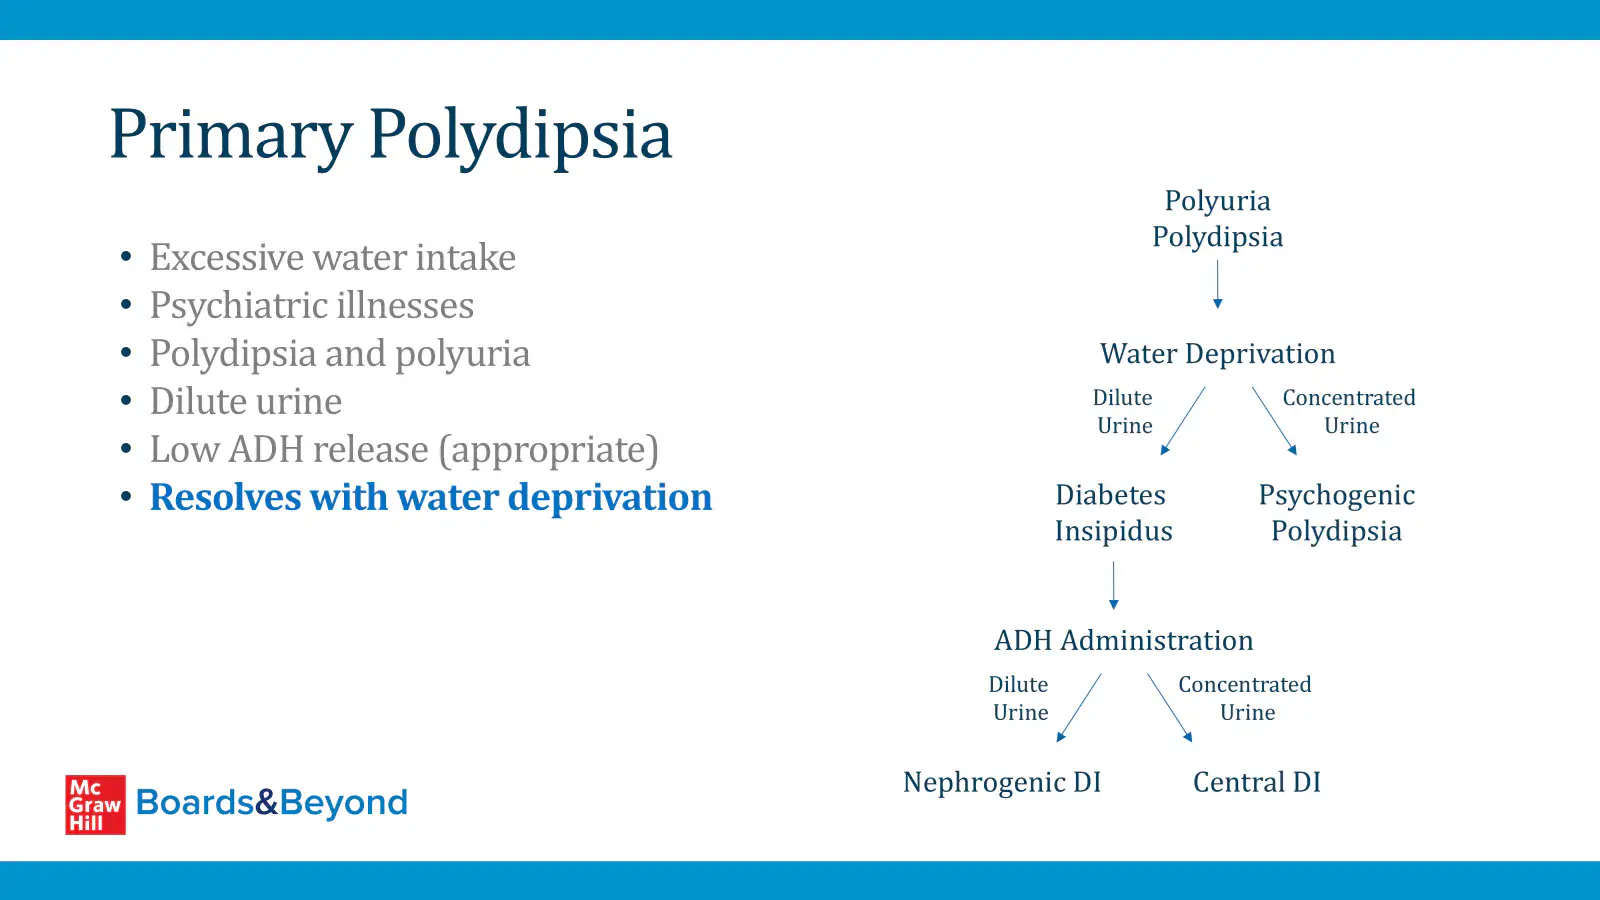 Primary Polydipsia
• Excessive water intake
• Psychiatric illnesses
• Polydipsia and polyuria
• Dilute urine
• Low ADH release (appropriate)
• Resolves with water deprivation
Polyuria
Polydipsia
Water Deprivation
Dilute
Urine
Concentrated
Urine
Diabetes
Insipidus
Psychogenic
Polydipsia
ADH Administration
Dilute
Urine
Concentrated
Urine
Nephrogenic DI
Central DI
Mc
Graw
Hill
Boards&Beyond